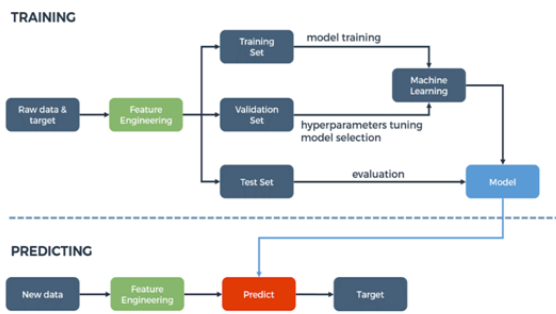 TRAINING
Training
Set
model training
Machine
Learning
Raw data &
target
Feature
Engineering
Validation
Set
hyperparameters tuning
model selection
Test Set
evaluation
Model
PREDICTING
New data
Feature
Engineering
Predict
Target